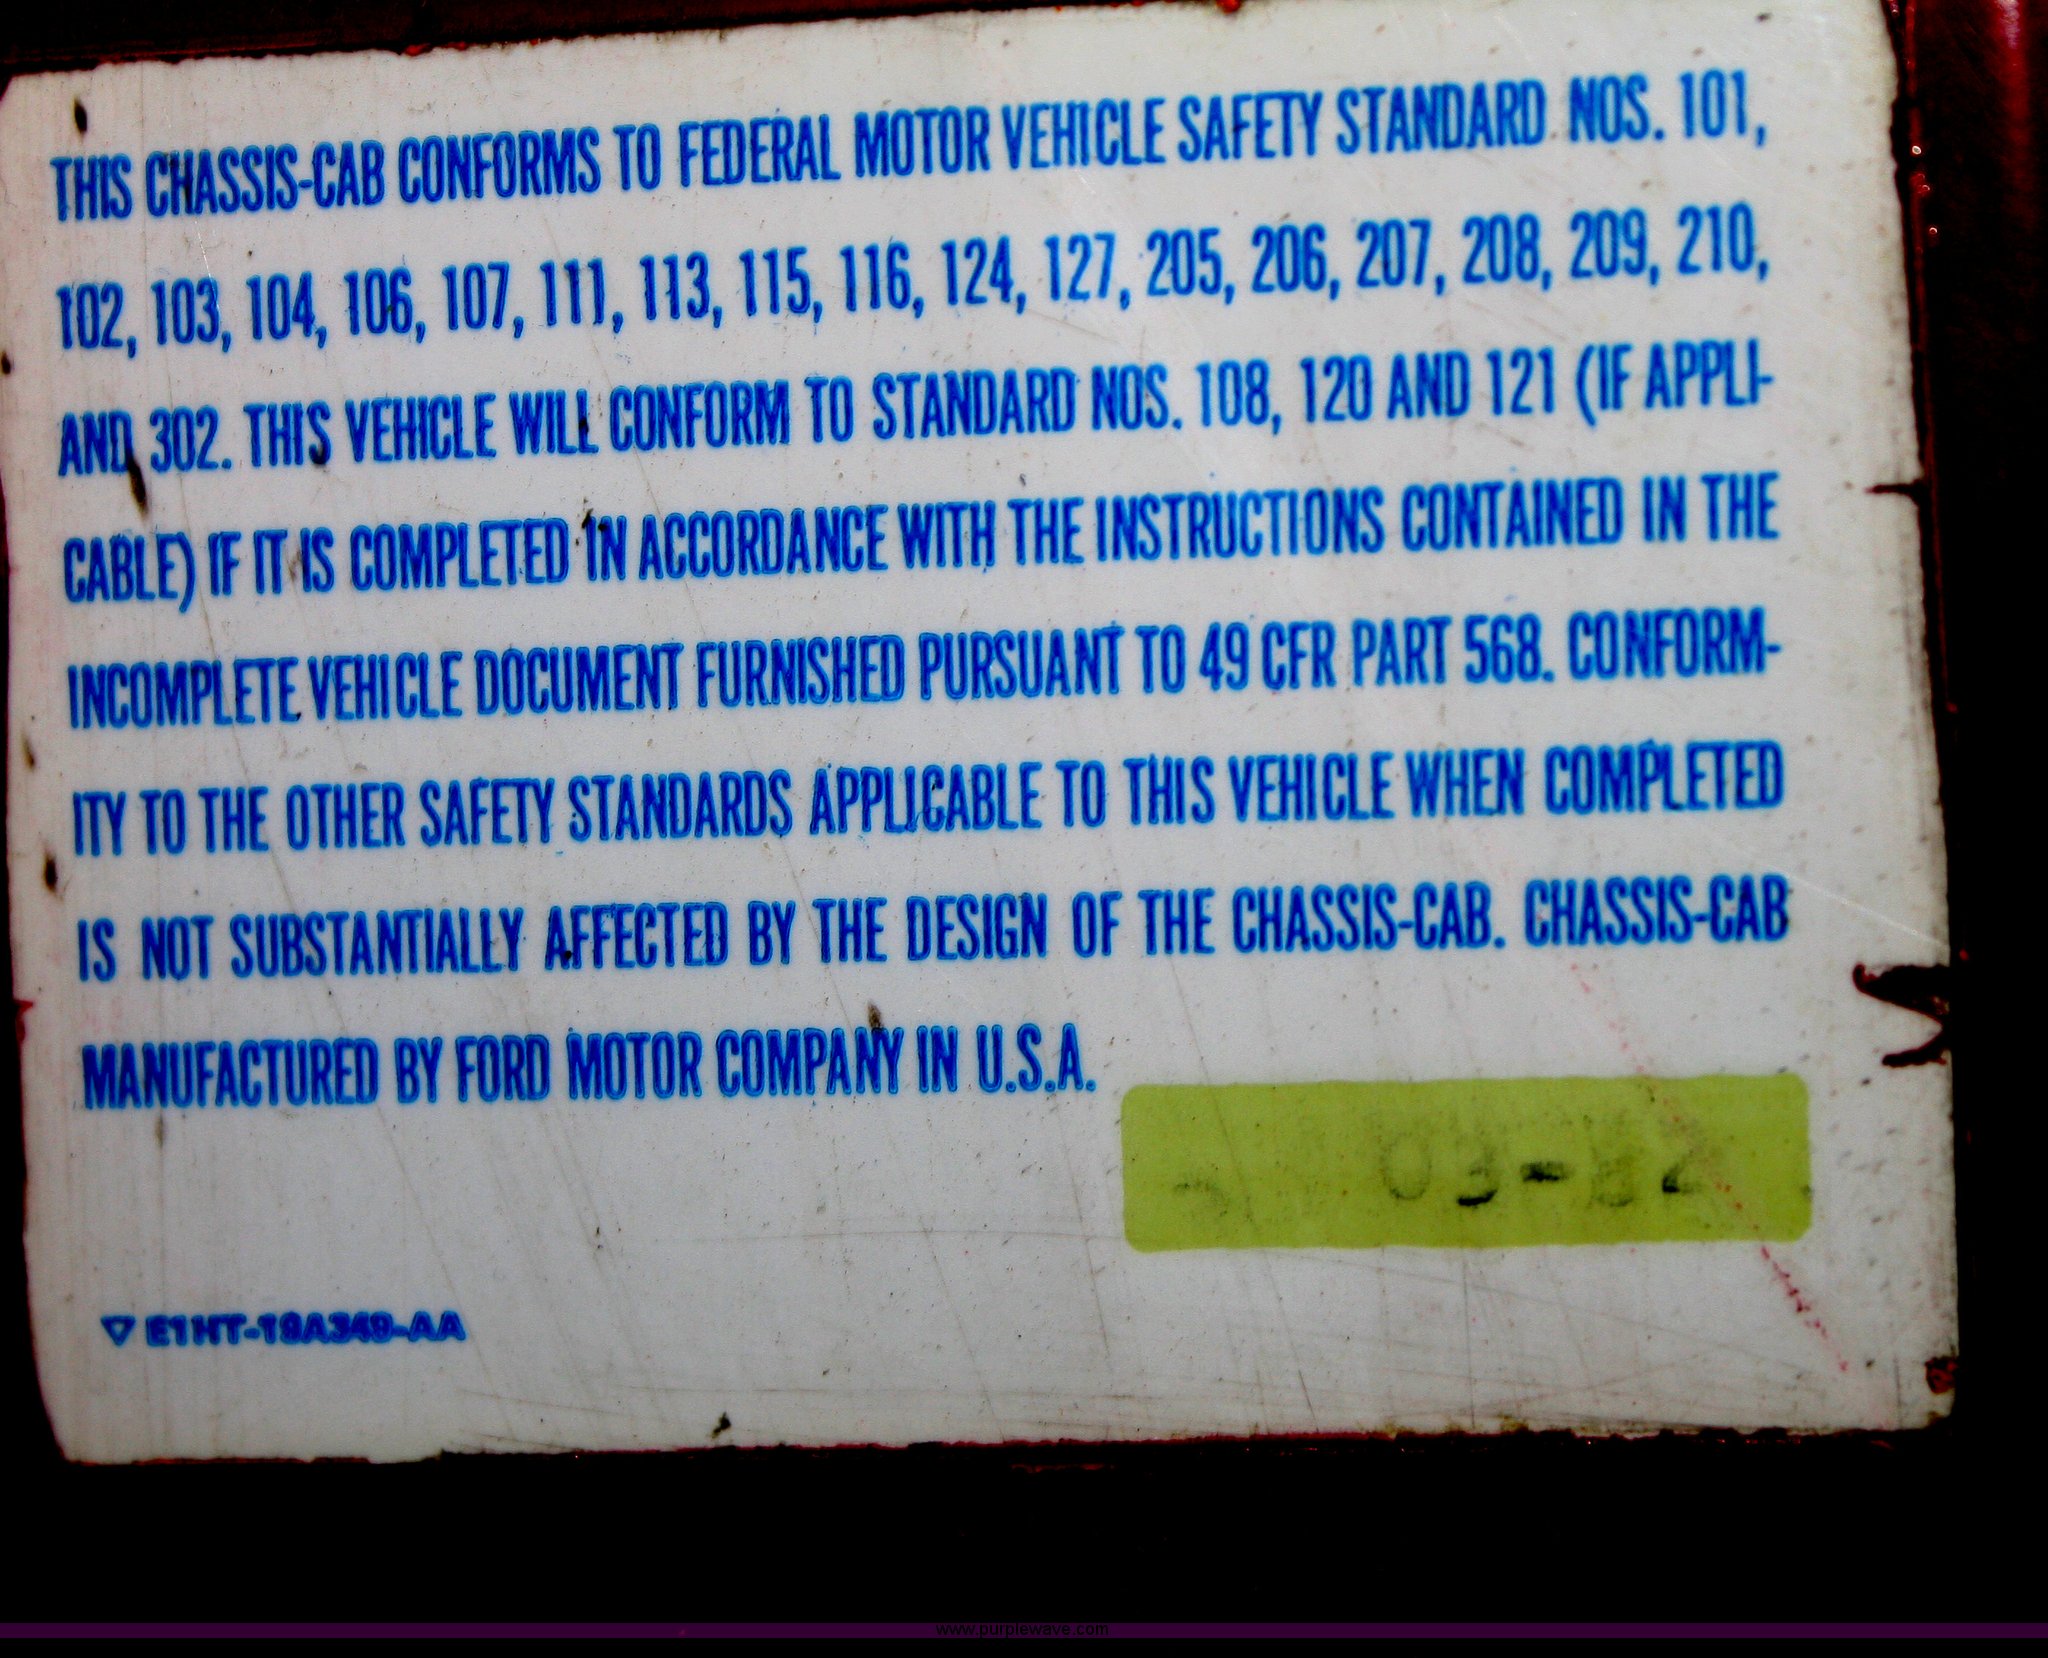 THIS CHASSIS-CAB CONFORMS TO FEDERAL MOTOR VEHICLE SAFETY STANDARD NOS. 101,
102, 103, 104, 106, 107, 111, 113, 115, 116, 124, 127, 205, 206, 207, 208, 209, 210,
AND 302. THIS VEHICLE WILL CONFORM TO STANDARD NOS. 108, 120 AND 121 (IF APPLI-
CABLE) IF IT IS COMPLETED IN ACCORDANCE WITH THE INSTRUCTIONS CONTAINED IN THE
INCOMPLETE VEHICLE DOCUMENT FURNISHED PURSUANT TO 49 CFR PART 568. CONFORM-
ITY TO THE OTHER SAFETY STANDARDS APPLICABLE TO THIS VEHICLE WHEN COMPLETED
IS NOT SUBSTANTIALLY AFFECTED BY THE DESIGN OF THE CHASSIS-CAB. CHASSIS-CAB
MANUFACTURED BY FORD MOTOR COMPANY IN U.S.A.
03-82
E1HT-19A349-AA
www.purplewave.com